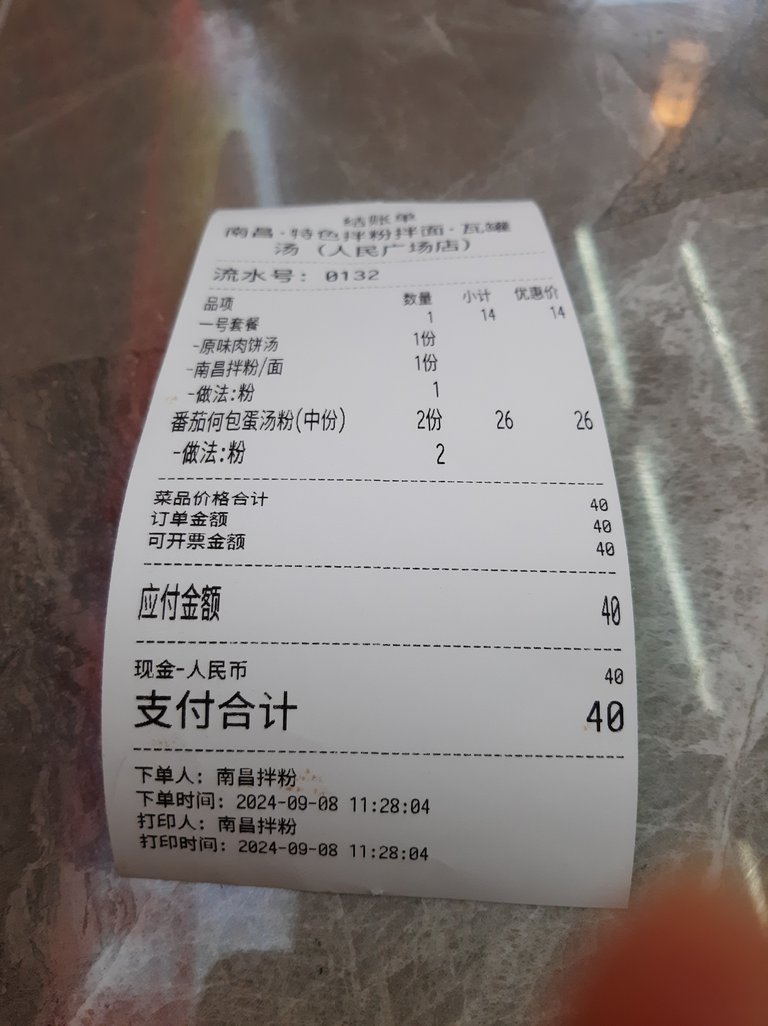 结账单
南昌·特色拌粉拌面·瓦罐
汤（人民广场店）
流水号：0132
品项 数量 小计 优惠价
一号套餐 1 14 14
-原味肉饼汤 1份
-南昌拌粉/面 1份
-做法:粉 1
番茄何包蛋汤粉(中份) 2份 26 26
-做法:粉 2
菜品价格合计 40
订单金额 40
可开票金额 40
应付金额 40
现金-人民币 40
支付合计 40
下单人：南昌拌粉
下单时间：2024-09-08 11:28:04
打印人：南昌拌粉
打印时间：2024-09-08 11:28:04